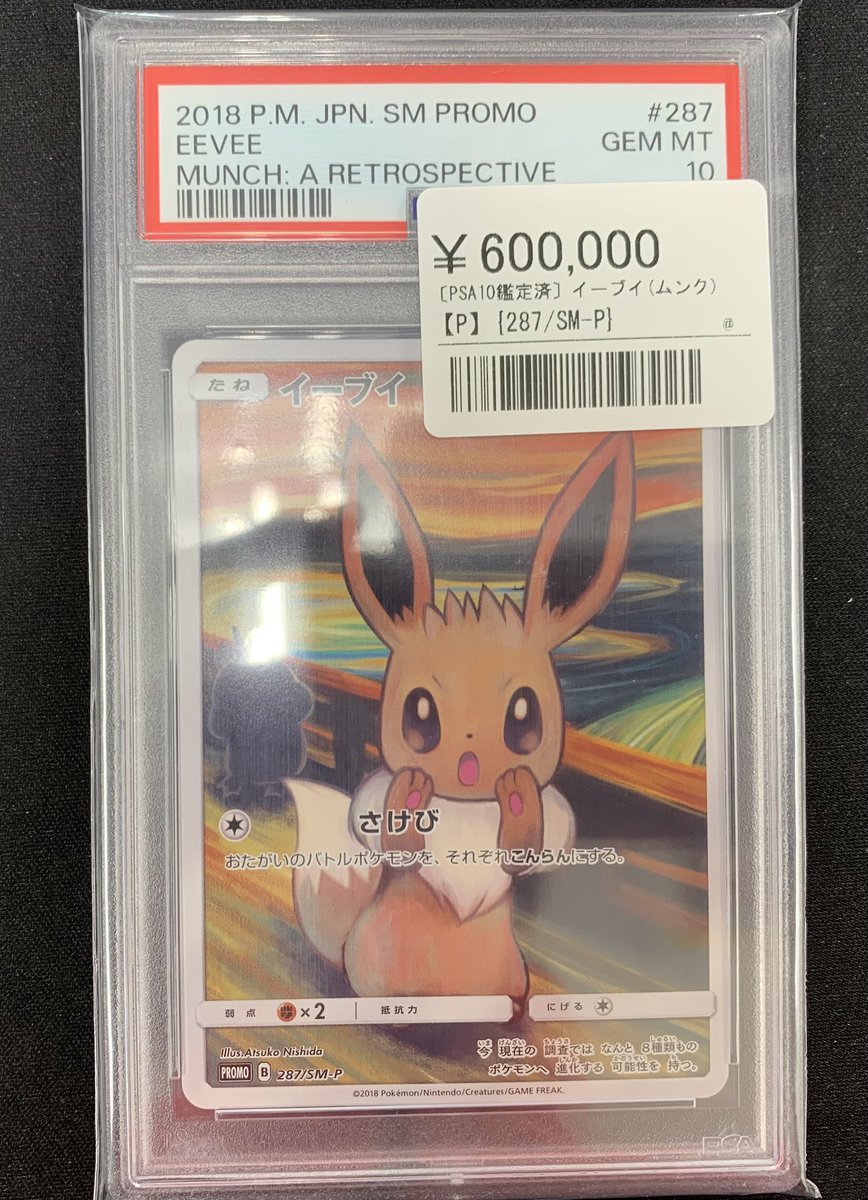 2018 P.M. JPN. SM PROMO #287
EEVEE GEM MT
MUNCH: A RETROSPECTIVE 10
¥ 600,000
[PSA10鑑定済] イーブイ(ムンク)
【P】{287/SM-P} @
たね イーブイ
さけび
おたがいのバトルポケモンを、それぞれこんらんにする。
弱点 ×2 抵抗力 にげる
Illus.Atsuko Nishida
今 現在の 調査では なんと 8種類もの
ポケモンへ 進化する 可能性を 持つ。
PROMO B 287/SM-P
©2018 Pokémon/Nintendo/Creatures/GAME FREAK.
PSA